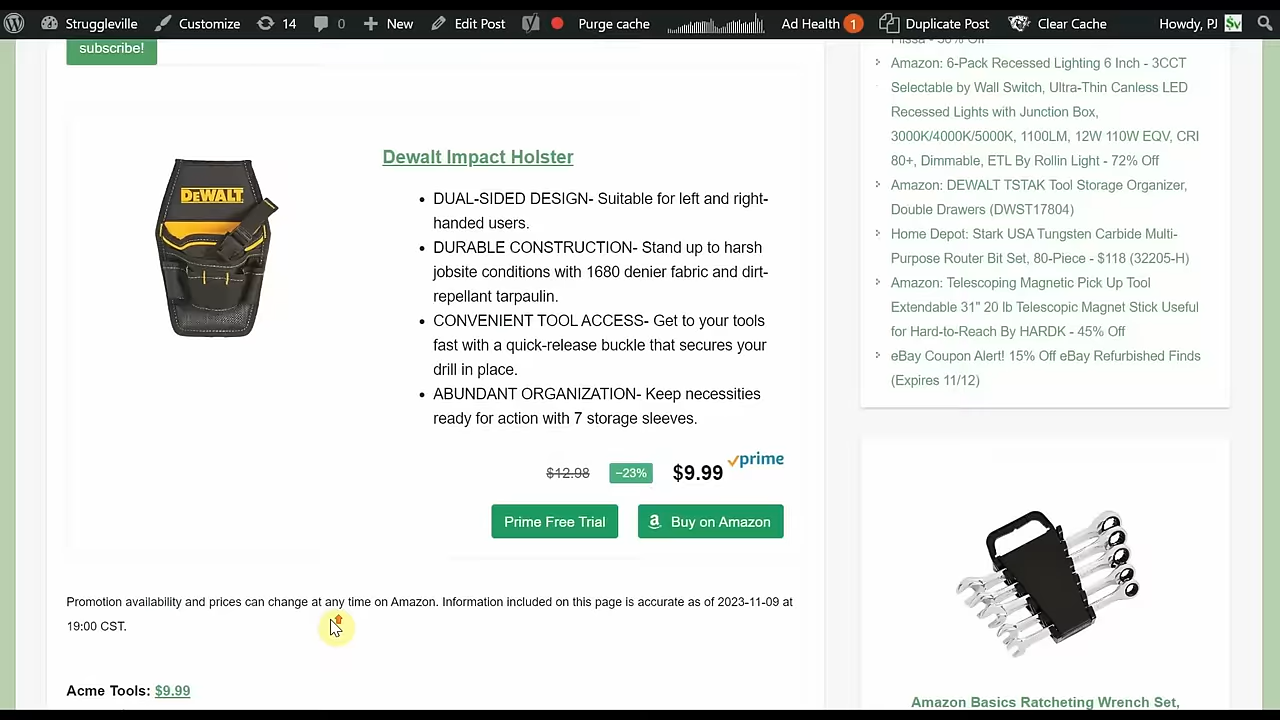 Struggleville Customize 14 0 New Edit Post Purge cache Ad Health 1 Duplicate Post Clear Cache Howdy, PJ
subscribe!
DEWALT
Dewalt Impact Holster
• DUAL-SIDED DESIGN- Suitable for left and right-
handed users.
• DURABLE CONSTRUCTION- Stand up to harsh
jobsite conditions with 1680 denier fabric and dirt-
repellant tarpaulin.
• CONVENIENT TOOL ACCESS- Get to your tools
fast with a quick-release buckle that secures your
drill in place.
• ABUNDANT ORGANIZATION- Keep necessities
ready for action with 7 storage sleeves.
$12.98 −23% $9.99 prime
Prime Free Trial Buy on Amazon
Promotion availability and prices can change at any time on Amazon. Information included on this page is accurate as of 2023-11-09 at
19:00 CST.
Acme Tools: $9.99
Amazon: 6-Pack Recessed Lighting 6 Inch - 3CCT
Selectable by Wall Switch, Ultra-Thin Canless LED
Recessed Lights with Junction Box,
3000K/4000K/5000K, 1100LM, 12W 110W EQV, CRI
80+, Dimmable, ETL By Rollin Light - 72% Off
Amazon: DEWALT TSTAK Tool Storage Organizer,
Double Drawers (DWST17804)
Home Depot: Stark USA Tungsten Carbide Multi-
Purpose Router Bit Set, 80-Piece - $118 (32205-H)
Amazon: Telescoping Magnetic Pick Up Tool
Extendable 31" 20 lb Telescopic Magnet Stick Useful
for Hard-to-Reach By HARDK - 45% Off
eBay Coupon Alert! 15% Off eBay Refurbished Finds
(Expires 11/12)
Amazon Basics Ratcheting Wrench Set,